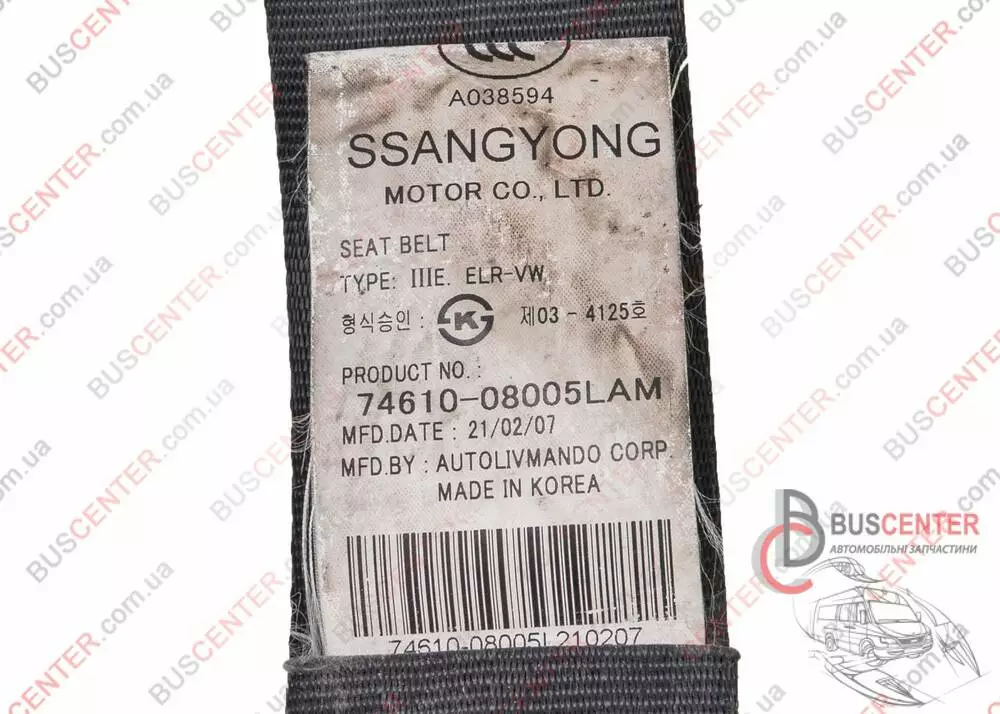 A038594
SSANGYONG
MOTOR CO., LTD.
SEAT BELT
TYPE: IIIE. ELR-VW
형식승인 : K 제03 - 4125호
PRODUCT NO. :
74610-08005LAM
MFD.DATE : 21/02/07
MFD.BY : AUTOLIVMANDO CORP.
MADE IN KOREA
74610-08005L210207
BUSCENTER
АВТОМОБІЛЬНІ ЗАПЧАСТИНИ
BUSCENTER.com.ua